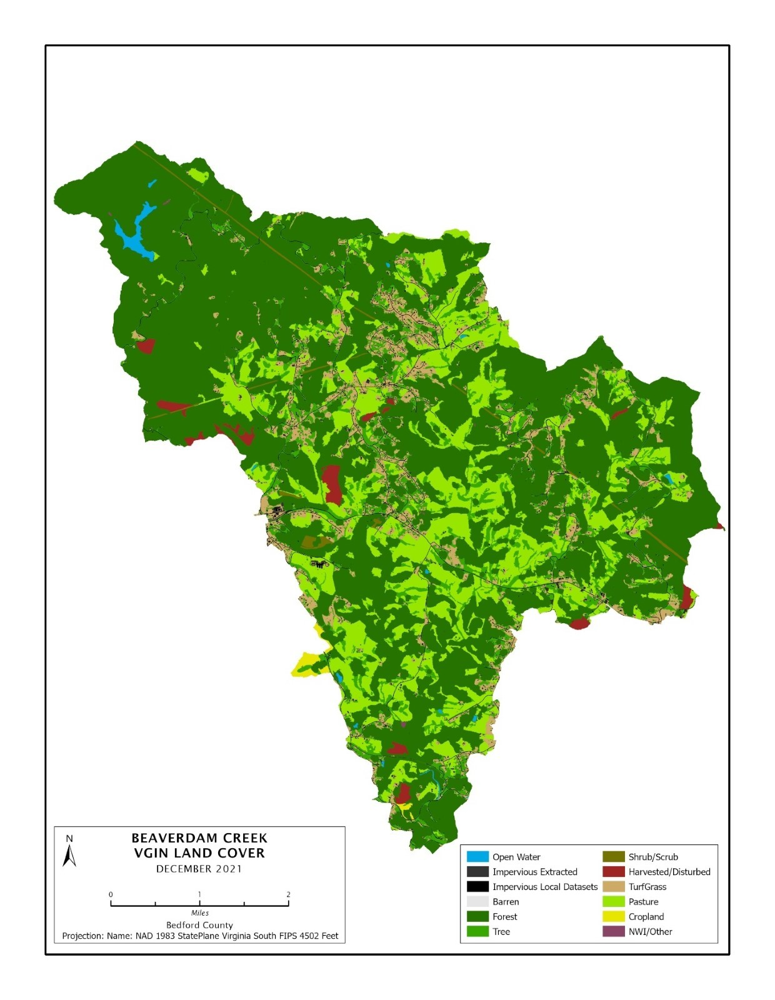 N
BEAVERDAM CREEK
VGIN LAND COVER
DECEMBER 2021
0 1 2
Miles
Bedford County
Projection: Name: NAD 1983 StatePlane Virginia South FIPS 4502 Feet
Open Water
Impervious Extracted
Impervious Local Datasets
Barren
Forest
Tree
Shrub/Scrub
Harvested/Disturbed
TurfGrass
Pasture
Cropland
NWI/Other